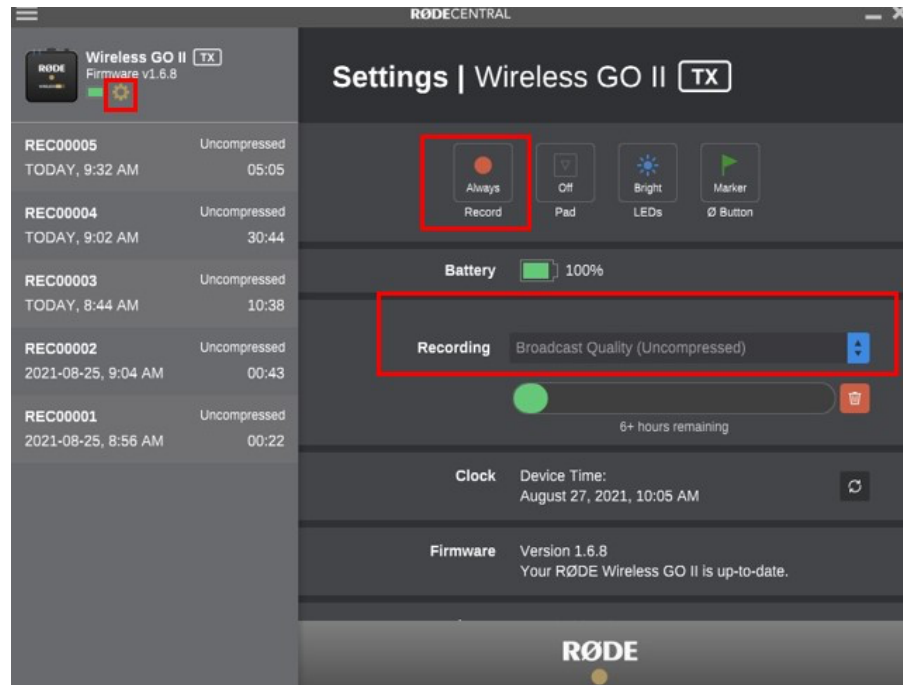 RØDECENTRAL
RØDE
Wireless GO II TX
Firmware v1.6.8
REC00005 Uncompressed
TODAY, 9:32 AM 05:05
REC00004 Uncompressed
TODAY, 9:02 AM 30:44
REC00003 Uncompressed
TODAY, 8:44 AM 10:38
REC00002 Uncompressed
2021-08-25, 9:04 AM 00:43
REC00001 Uncompressed
2021-08-25, 8:56 AM 00:22
Settings | Wireless GO II TX
Always Off Bright Marker
Record Pad LEDs Ø Button
Battery 100%
Recording Broadcast Quality (Uncompressed)
6+ hours remaining
Clock Device Time:
August 27, 2021, 10:05 AM
Firmware Version 1.6.8
Your RØDE Wireless GO II is up-to-date.
RØDE